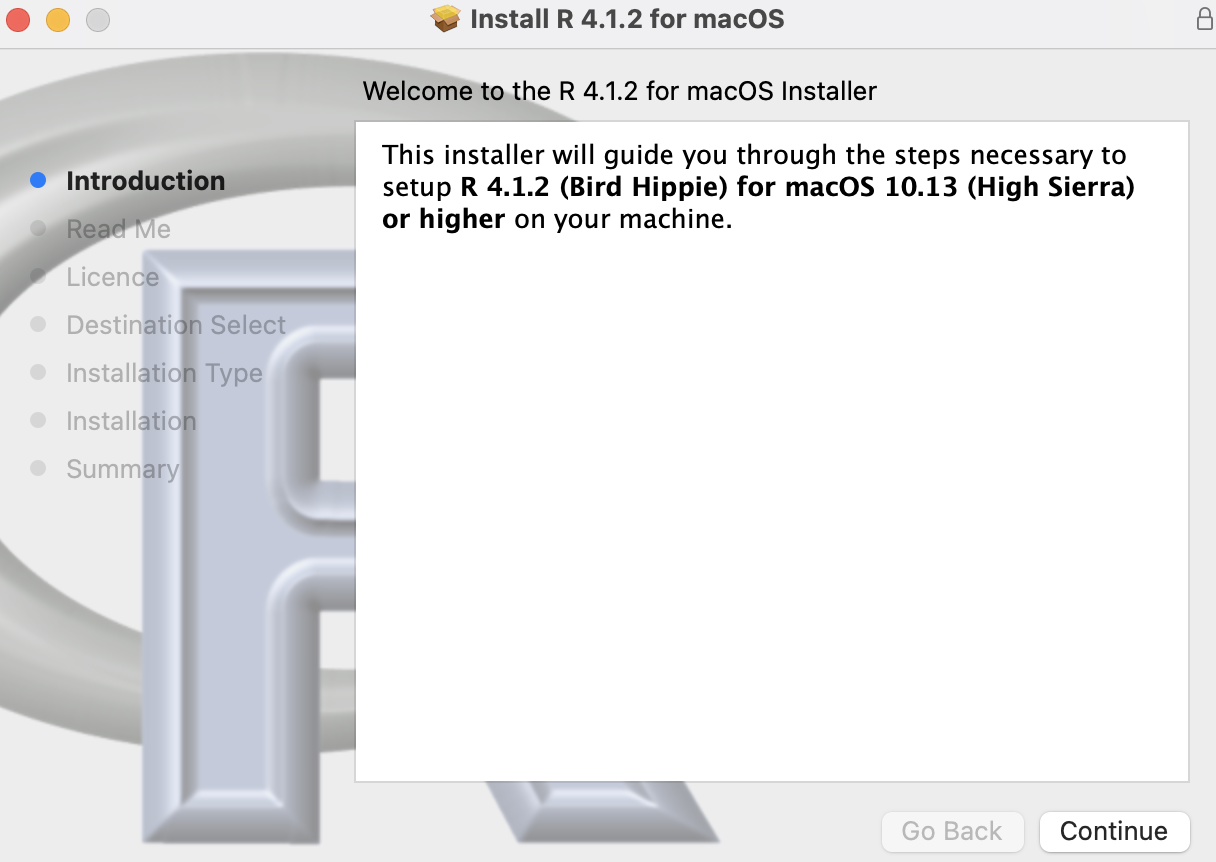 Install R 4.1.2 for macOS
Welcome to the R 4.1.2 for macOS Installer
Introduction
Read Me
Licence
Destination Select
Installation Type
Installation
Summary
This installer will guide you through the steps necessary to
setup R 4.1.2 (Bird Hippie) for macOS 10.13 (High Sierra)
or higher on your machine.
R
Go Back
Continue